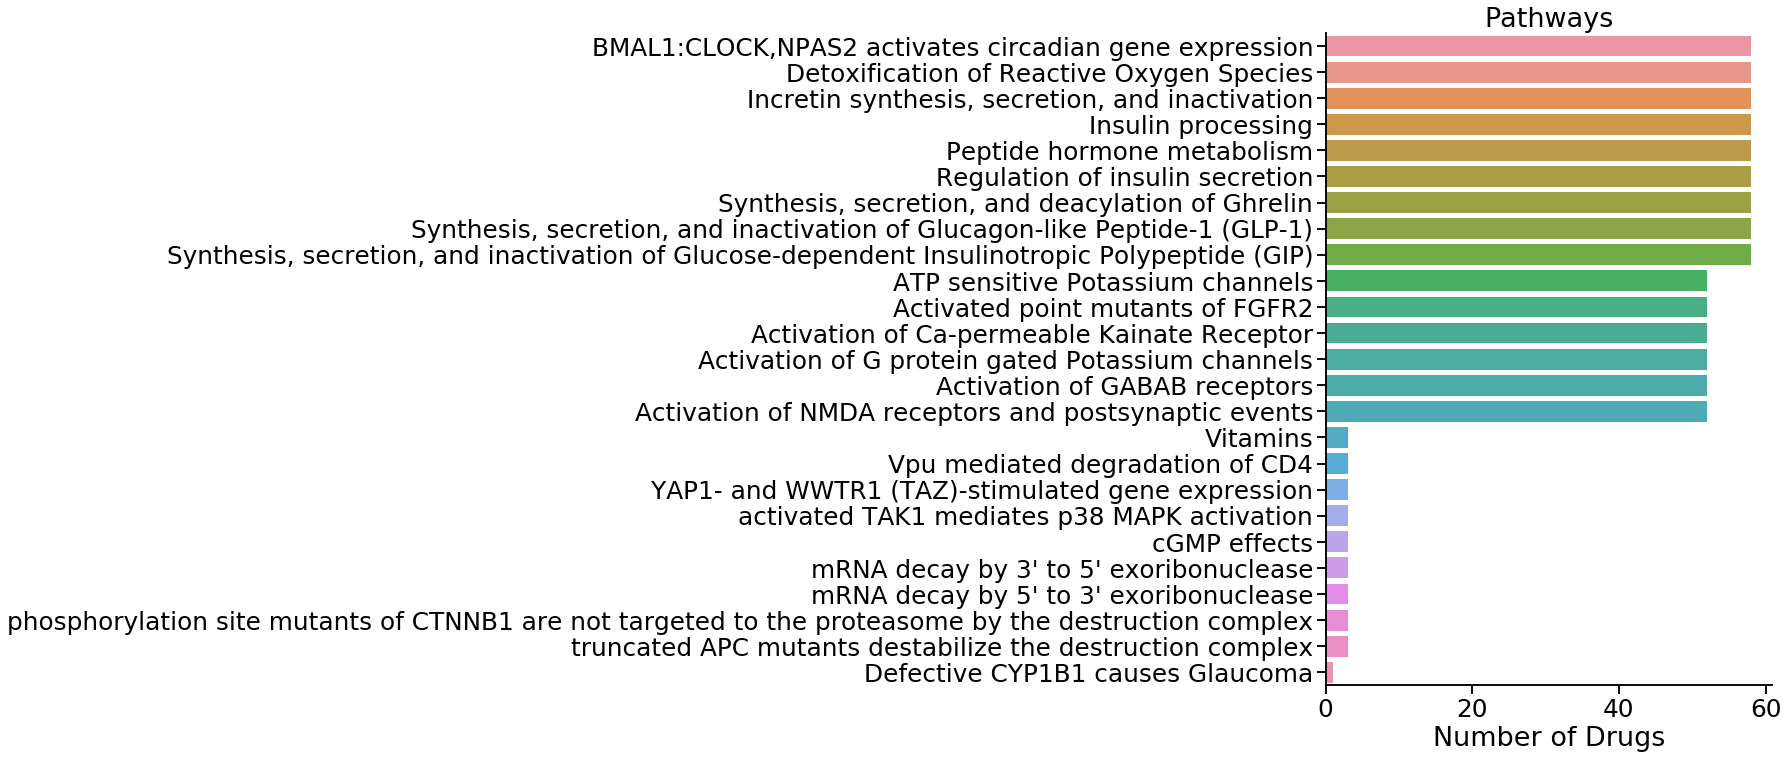 Pathways
BMAL1:CLOCK,NPAS2 activates circadian gene expression
Detoxification of Reactive Oxygen Species
Incretin synthesis, secretion, and inactivation
Insulin processing
Peptide hormone metabolism
Regulation of insulin secretion
Synthesis, secretion, and deacylation of Ghrelin
Synthesis, secretion, and inactivation of Glucagon-like Peptide-1 (GLP-1)
Synthesis, secretion, and inactivation of Glucose-dependent Insulinotropic Polypeptide (GIP)
ATP sensitive Potassium channels
Activated point mutants of FGFR2
Activation of Ca-permeable Kainate Receptor
Activation of G protein gated Potassium channels
Activation of GABAB receptors
Activation of NMDA receptors and postsynaptic events
Vitamins
Vpu mediated degradation of CD4
YAP1- and WWTR1 (TAZ)-stimulated gene expression
activated TAK1 mediates p38 MAPK activation
cGMP effects
mRNA decay by 3' to 5' exoribonuclease
mRNA decay by 5' to 3' exoribonuclease
phosphorylation site mutants of CTNNB1 are not targeted to the proteasome by the destruction complex
truncated APC mutants destabilize the destruction complex
Defective CYP1B1 causes Glaucoma
0 20 40 60
Number of Drugs